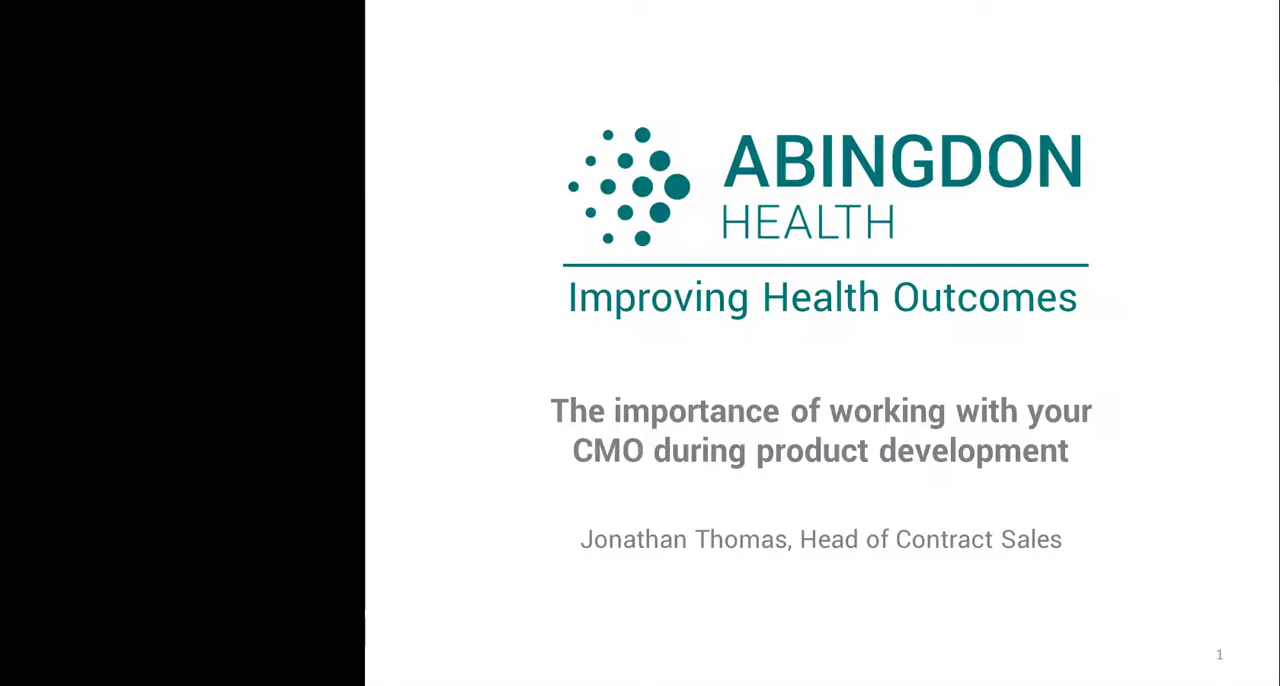 ABINGDON
HEALTH
Improving Health Outcomes
The importance of working with your
CMO during product development
Jonathan Thomas, Head of Contract Sales
1